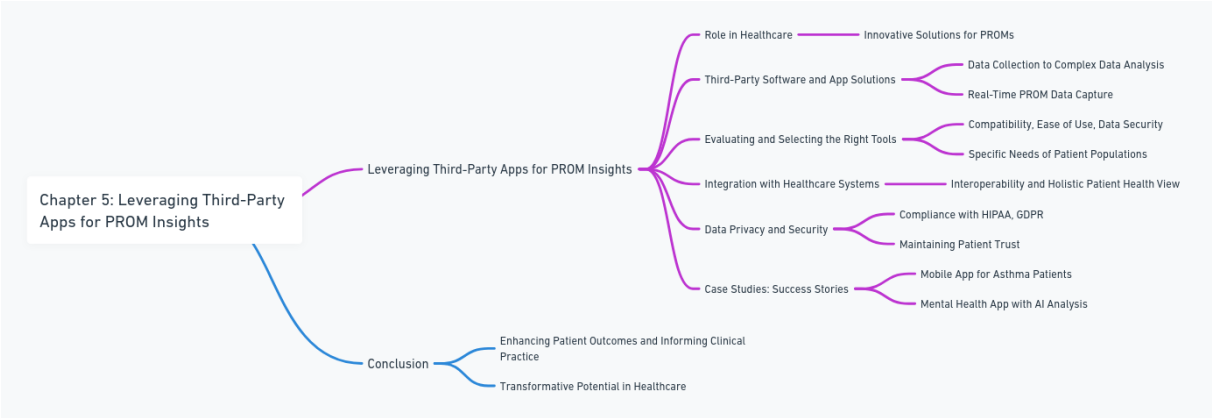 Chapter 5: Leveraging Third-Party
Apps for PROM Insights
Leveraging Third-Party Apps for PROM Insights
Role in Healthcare
Innovative Solutions for PROMs
Third-Party Software and App Solutions
Data Collection to Complex Data Analysis
Real-Time PROM Data Capture
Evaluating and Selecting the Right Tools
Compatibility, Ease of Use, Data Security
Specific Needs of Patient Populations
Integration with Healthcare Systems
Interoperability and Holistic Patient Health View
Data Privacy and Security
Compliance with HIPAA, GDPR
Maintaining Patient Trust
Case Studies: Success Stories
Mobile App for Asthma Patients
Mental Health App with AI Analysis
Conclusion
Enhancing Patient Outcomes and Informing Clinical
Practice
Transformative Potential in Healthcare